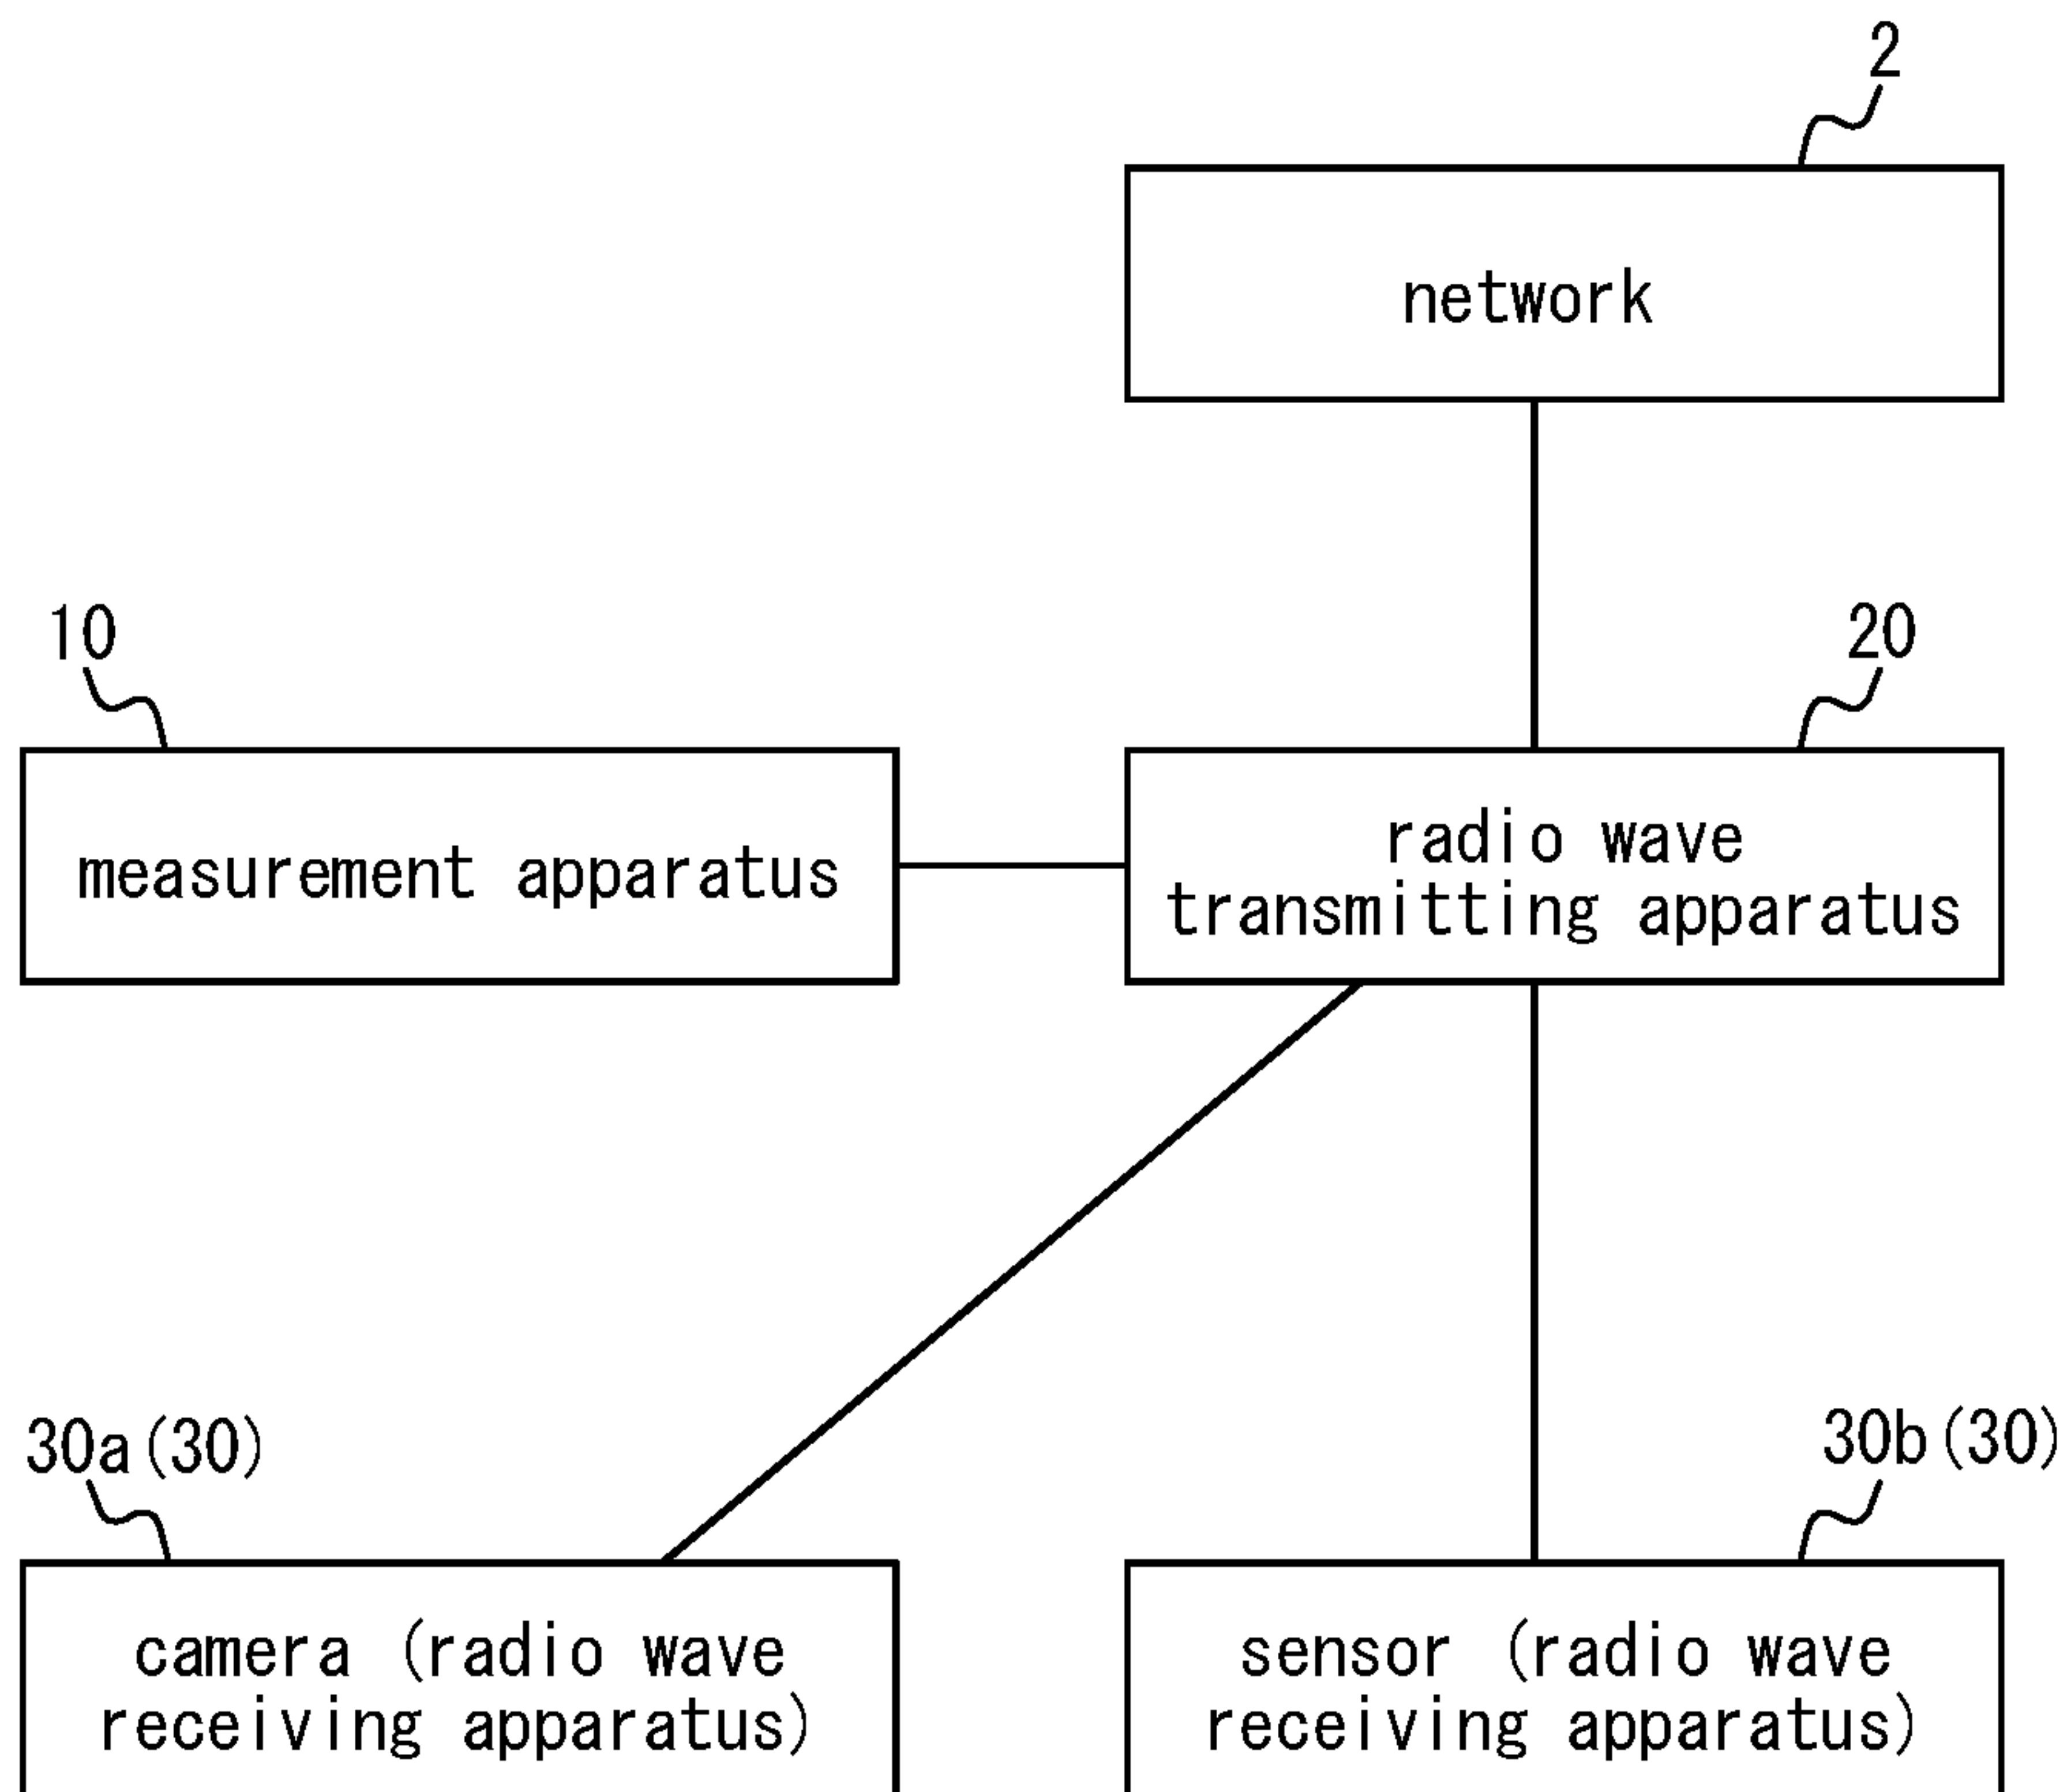 2
network
10
20
measurement apparatus
radio wave
transmitting apparatus
30a(30)
30b(30)
camera (radio wave
receiving apparatus)
sensor (radio wave
receiving apparatus)